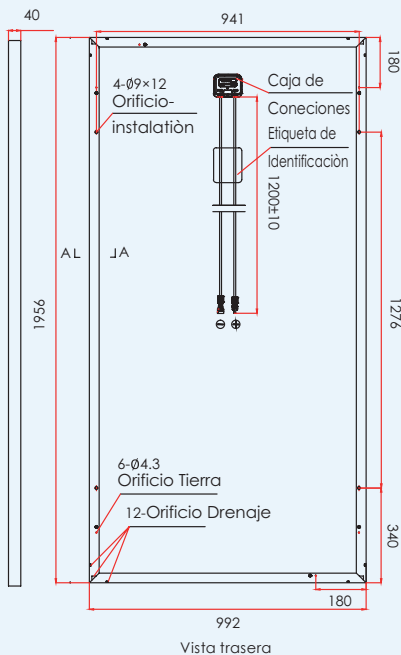 40
941
180
4-Ø9×12
Orificio-
instalatiòn
Caja de
Coneciones
Etiqueta de
Identificaciòn
1200±10
AL
⅃A
1956
1276
6-Ø4.3
Orificio Tierra
12-Orificio Drenaje
340
180
992
Vista trasera